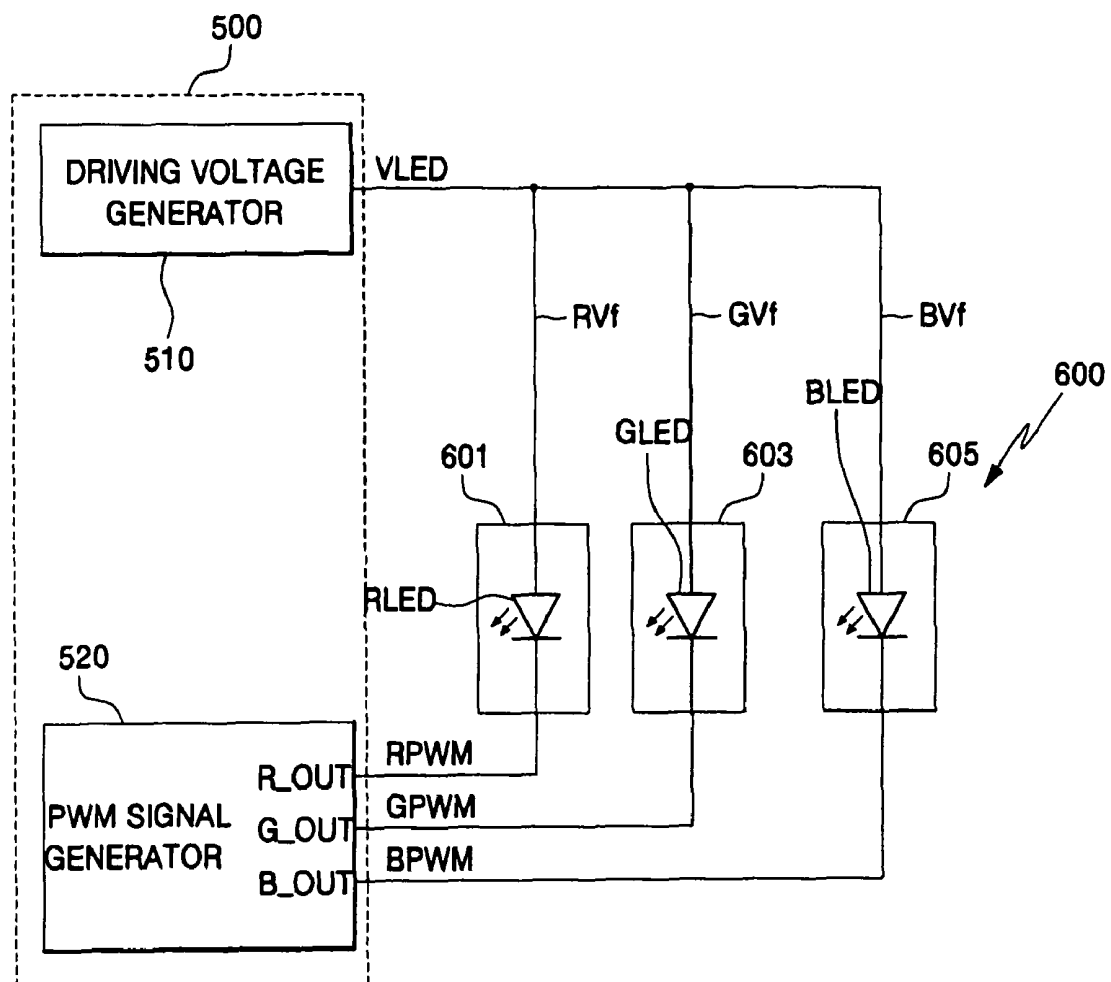 500
DRIVING VOLTAGE
GENERATOR
VLED
510
RVf
GVf
BVf
600
BLED
GLED
601
603
605
RLED
520
PWM SIGNAL
GENERATOR
R_OUT
G_OUT
B_OUT
RPWM
GPWM
BPWM